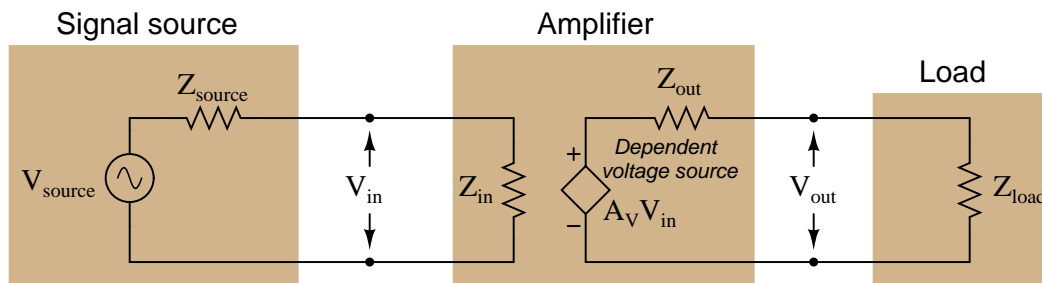 Signal source
Amplifier
Load
Zsource
Zout
Dependent
voltage source
+
Vsource
Vin
Zin
AVVin
−
Vout
Zload